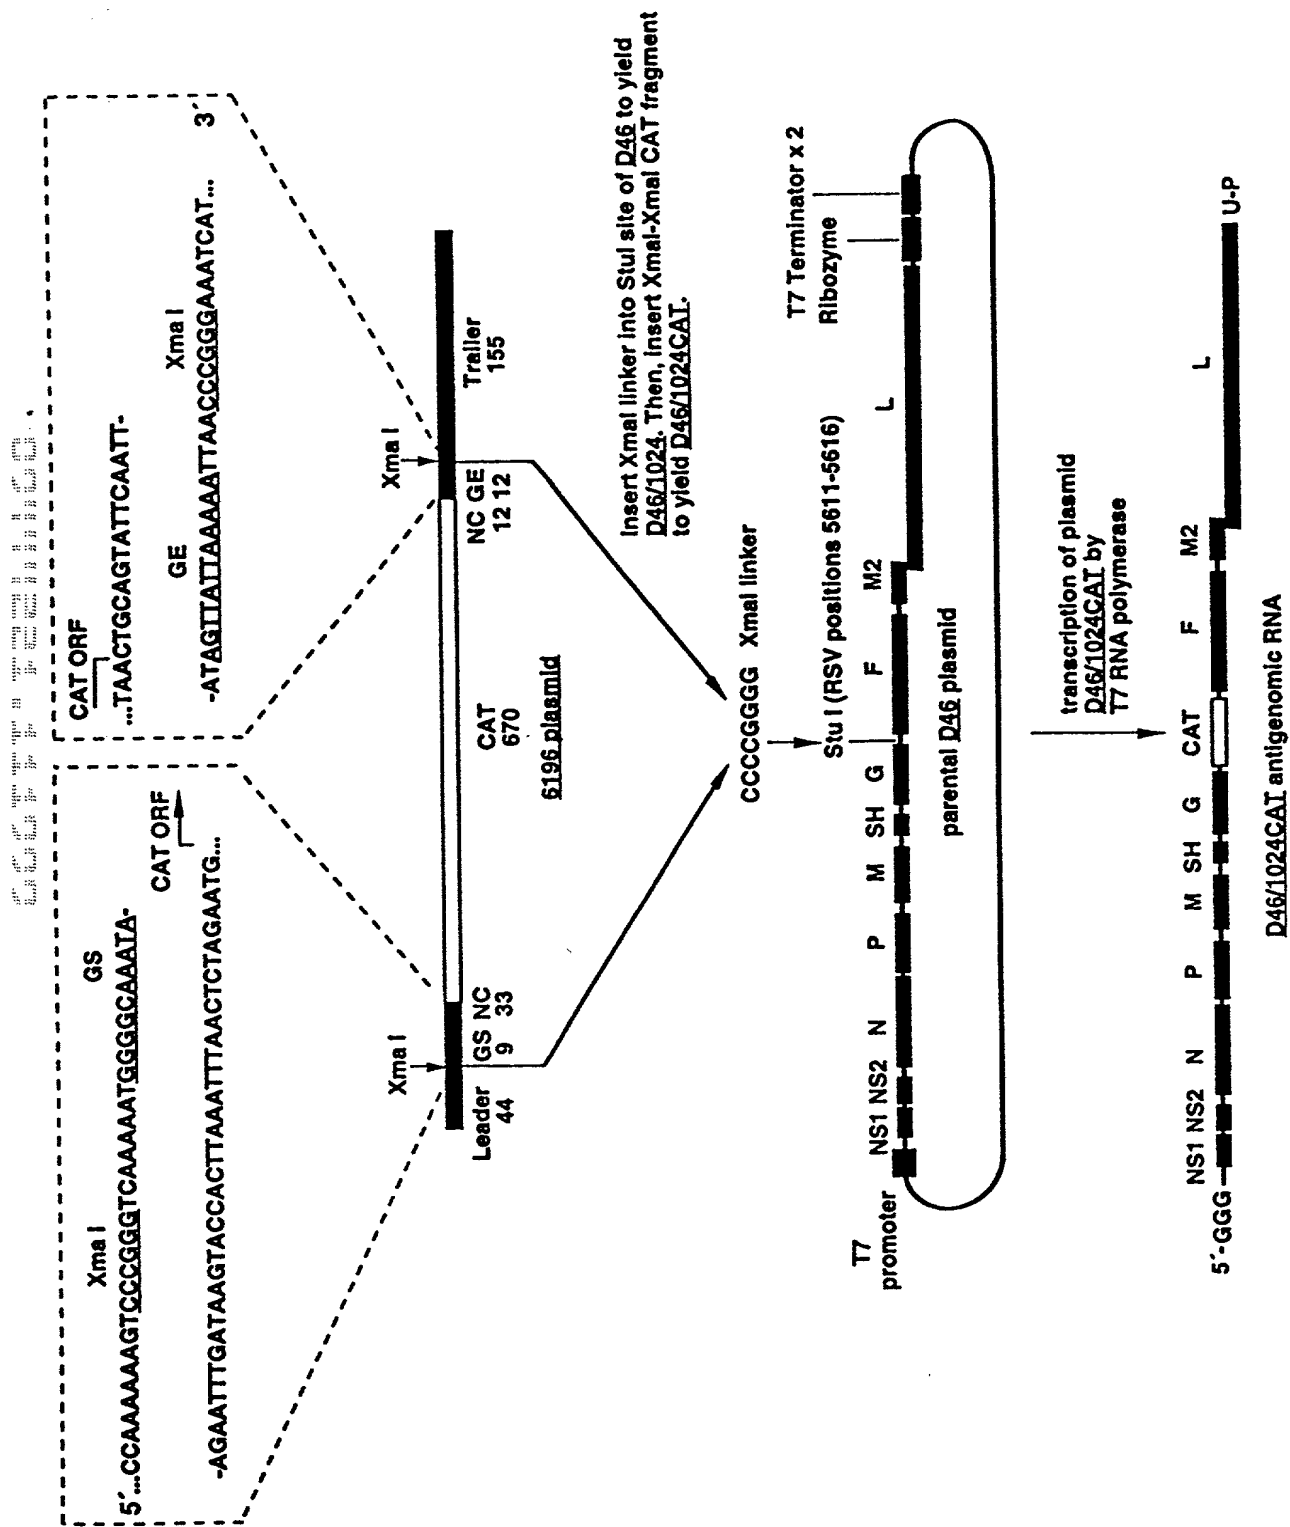 Xma I
GS
5´...CCAAAAAGTCCCGGGTCAAAAATGGGGCAAATA-
CAT ORF
-AGAATTTGATAAGTACCACTTAAATTTAACTCTAGAATG...
CAT ORF
...TAACTGCAGTATTCAATT-
GE
Xma I
-ATAGTTATTAAAAATTAACCCGGGAAATCAT...
3´
Xma I
Xma I
Leader
44
GS NC
9 33
CAT
670
NC GE
12 12
Trailer
155
6196 plasmid
Insert XmaI linker into StuI site of D46 to yield
D46/1024. Then, insert XmaI-XmaI CAT fragment
to yield D46/1024CAT.
CCCCGGGG XmaI linker
Stu I (RSV positions 5611-5616)
T7 Terminator x 2
Ribozyme
T7
promoter
NS1 NS2 N P M SH G F M2 L
parental D46 plasmid
transcription of plasmid
D46/1024CAT by
T7 RNA polymerase
NS1 NS2 N P M SH G CAT F M2 L
5´-GGG
U-P
D46/1024CAT antigenomic RNA